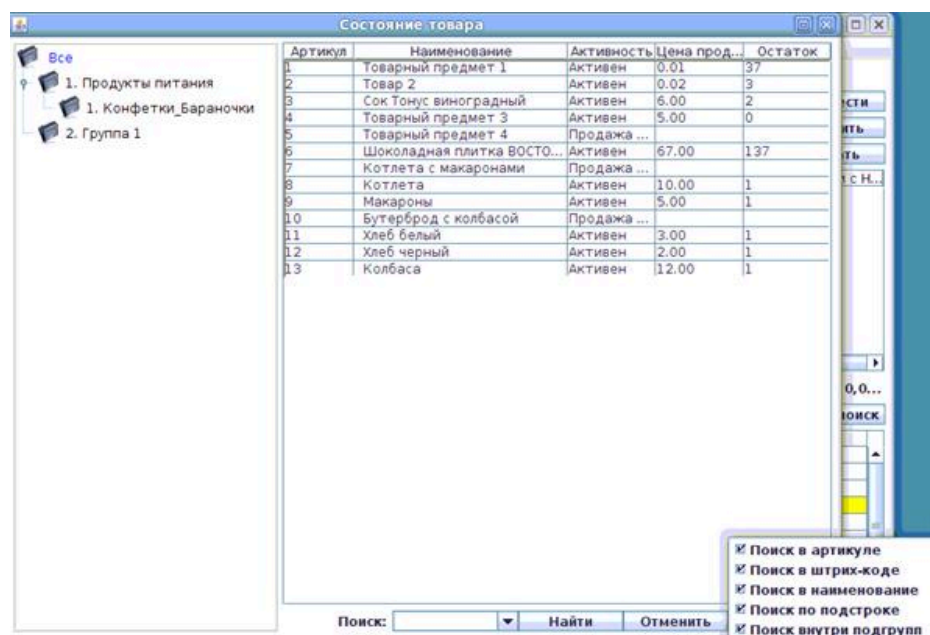 Состояние товара
Все
1. Продукты питания
1. Конфетки_Бараночки
2. Группа 1
Артикул Наименование Активность Цена прод... Остаток
1 Товарный предмет 1 Активен 0.01 37
2 Товар 2 Активен 0.02 3
3 Сок Тонус виноградный Активен 6.00 2
4 Товарный предмет 3 Активен 5.00 0
5 Товарный предмет 4 Продажа ...
6 Шоколадная плитка ВОСТО... Активен 67.00 137
7 Котлета с макаронами Продажа ...
8 Котлета Активен 10.00 1
9 Макароны Активен 5.00 1
10 Бутерброд с колбасой Продажа ...
11 Хлеб белый Активен 3.00 1
12 Хлеб черный Активен 2.00 1
13 Колбаса Активен 12.00 1
ести
ить
ать
и с Н...
0,0...
оиск
Поиск в артикуле
Поиск в штрих-коде
Поиск в наименование
Поиск по подстроке
Поиск внутри подгрупп
Поиск: Найти Отменить